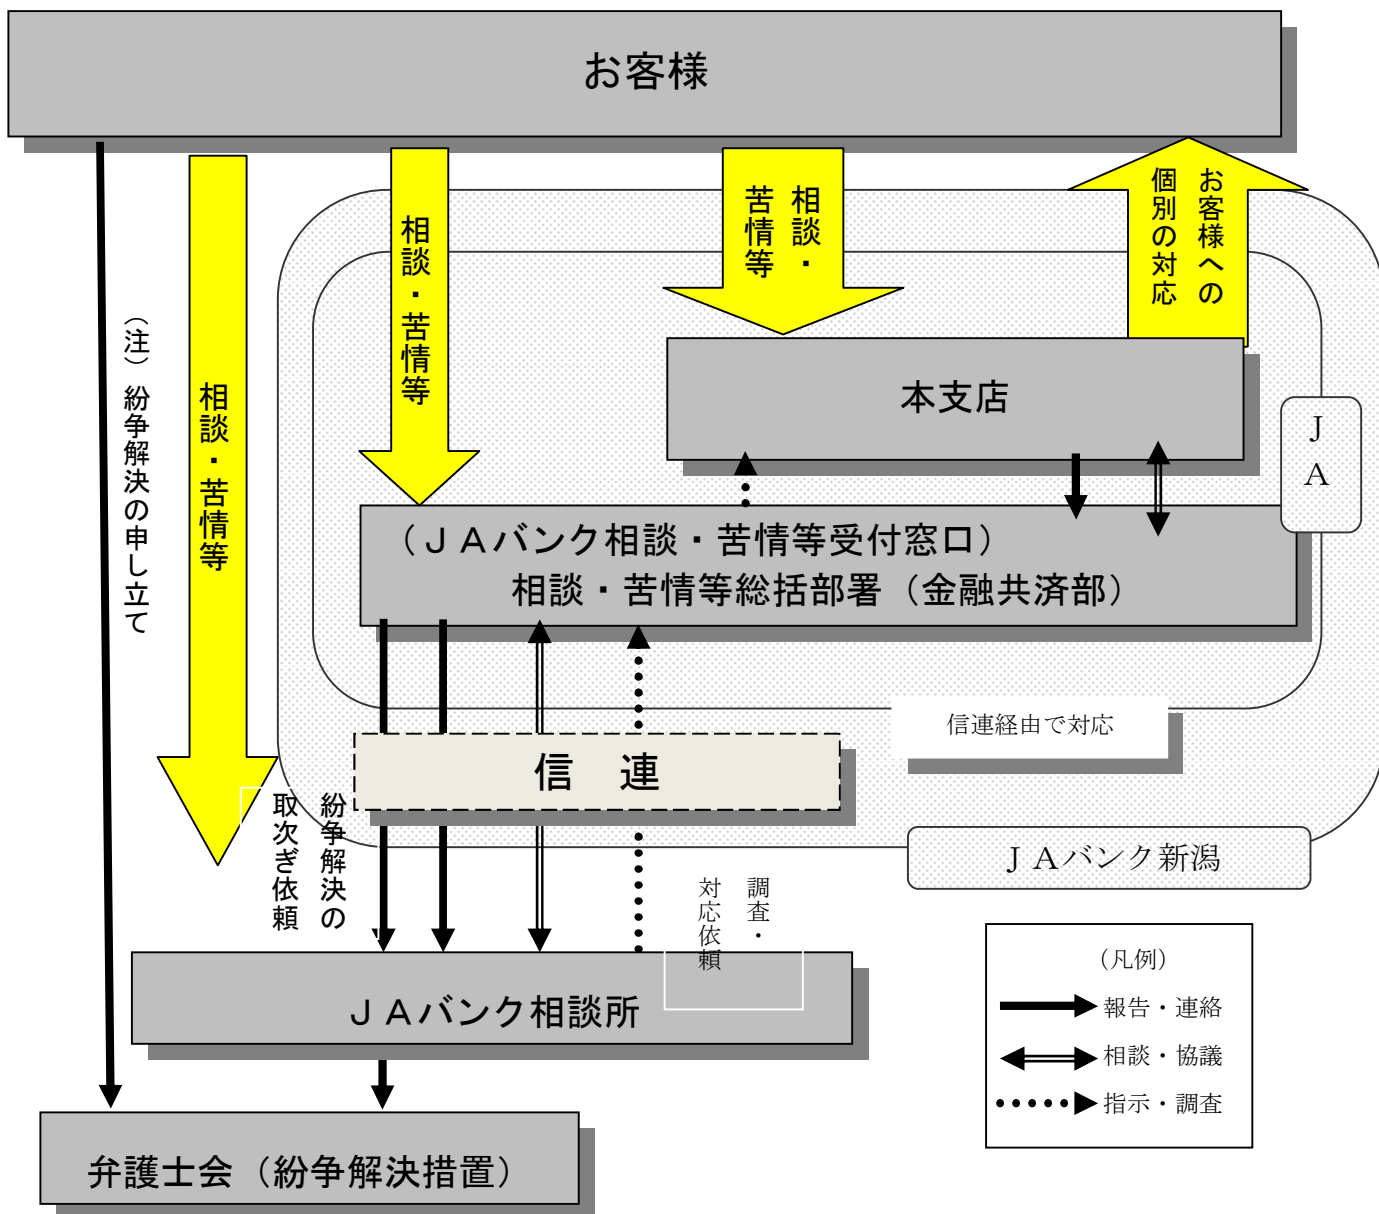 お客様
（注）紛争解決の申し立て
相談・苦情等
相談・苦情等
相談・
苦情等
お客様への
個別の対応
本支店
ＪＡ
（ＪＡバンク相談・苦情等受付窓口）
相談・苦情等総括部署（金融共済部）
信連経由で対応
信　連
ＪＡバンク新潟
紛争解決の
取次ぎ依頼
調査・
対応依頼
ＪＡバンク相談所
弁護士会（紛争解決措置）
（凡例）
報告・連絡
相談・協議
指示・調査